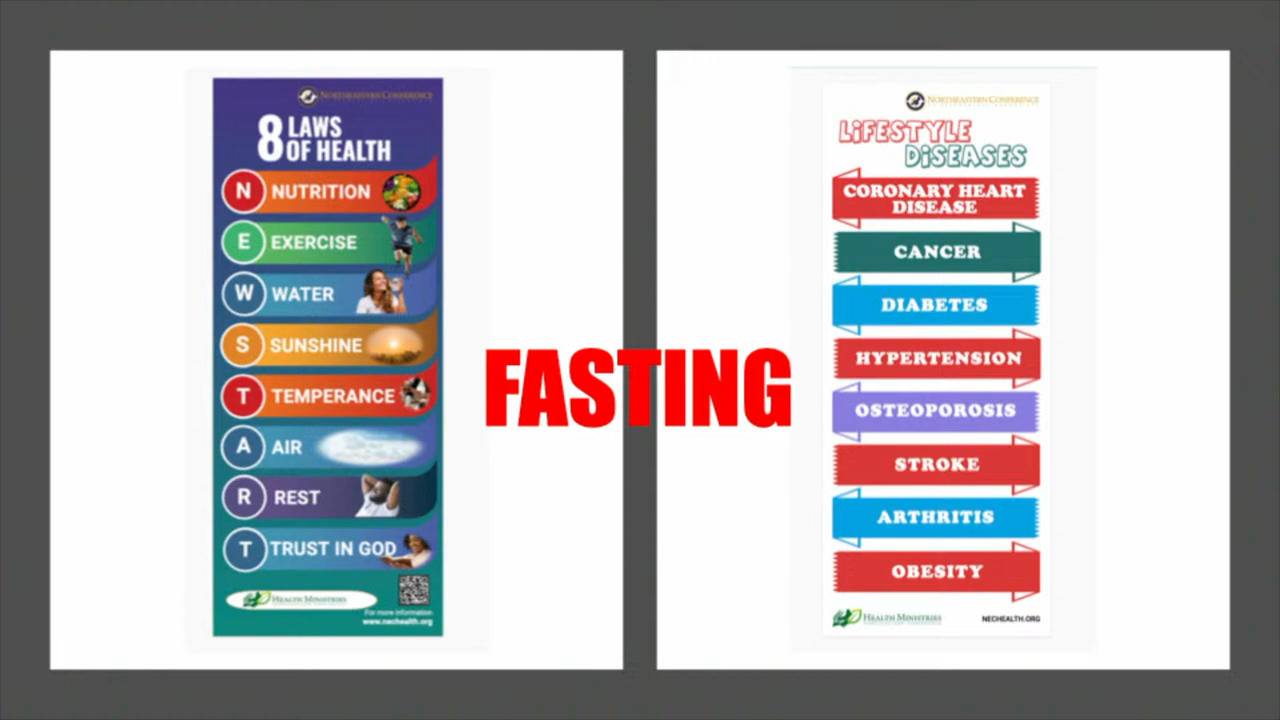 NORTHEASTERN CONFERENCE
8 LAWS
OF HEALTH
N NUTRITION
E EXERCISE
W WATER
S SUNSHINE
T TEMPERANCE
A AIR
R REST
T TRUST IN GOD
HEALTH MINISTRIES
For more information
www.nechealth.org
FASTING
NORTHEASTERN CONFERENCE
LiFESTYLE
DiSEASES
CORONARY HEART
DISEASE
CANCER
DIABETES
HYPERTENSION
OSTEOPOROSIS
STROKE
ARTHRITIS
OBESITY
HEALTH MINISTRIES
NECHEALTH.ORG